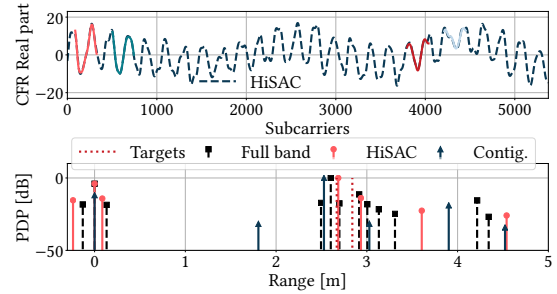 CFR Real part
20
0
−20
HiSAC
0 1000 2000 3000 4000 5000
Subcarriers
Targets Full band HiSAC Contig.
PDP [dB]
0
−50
0 1 2 3 4 5
Range [m]